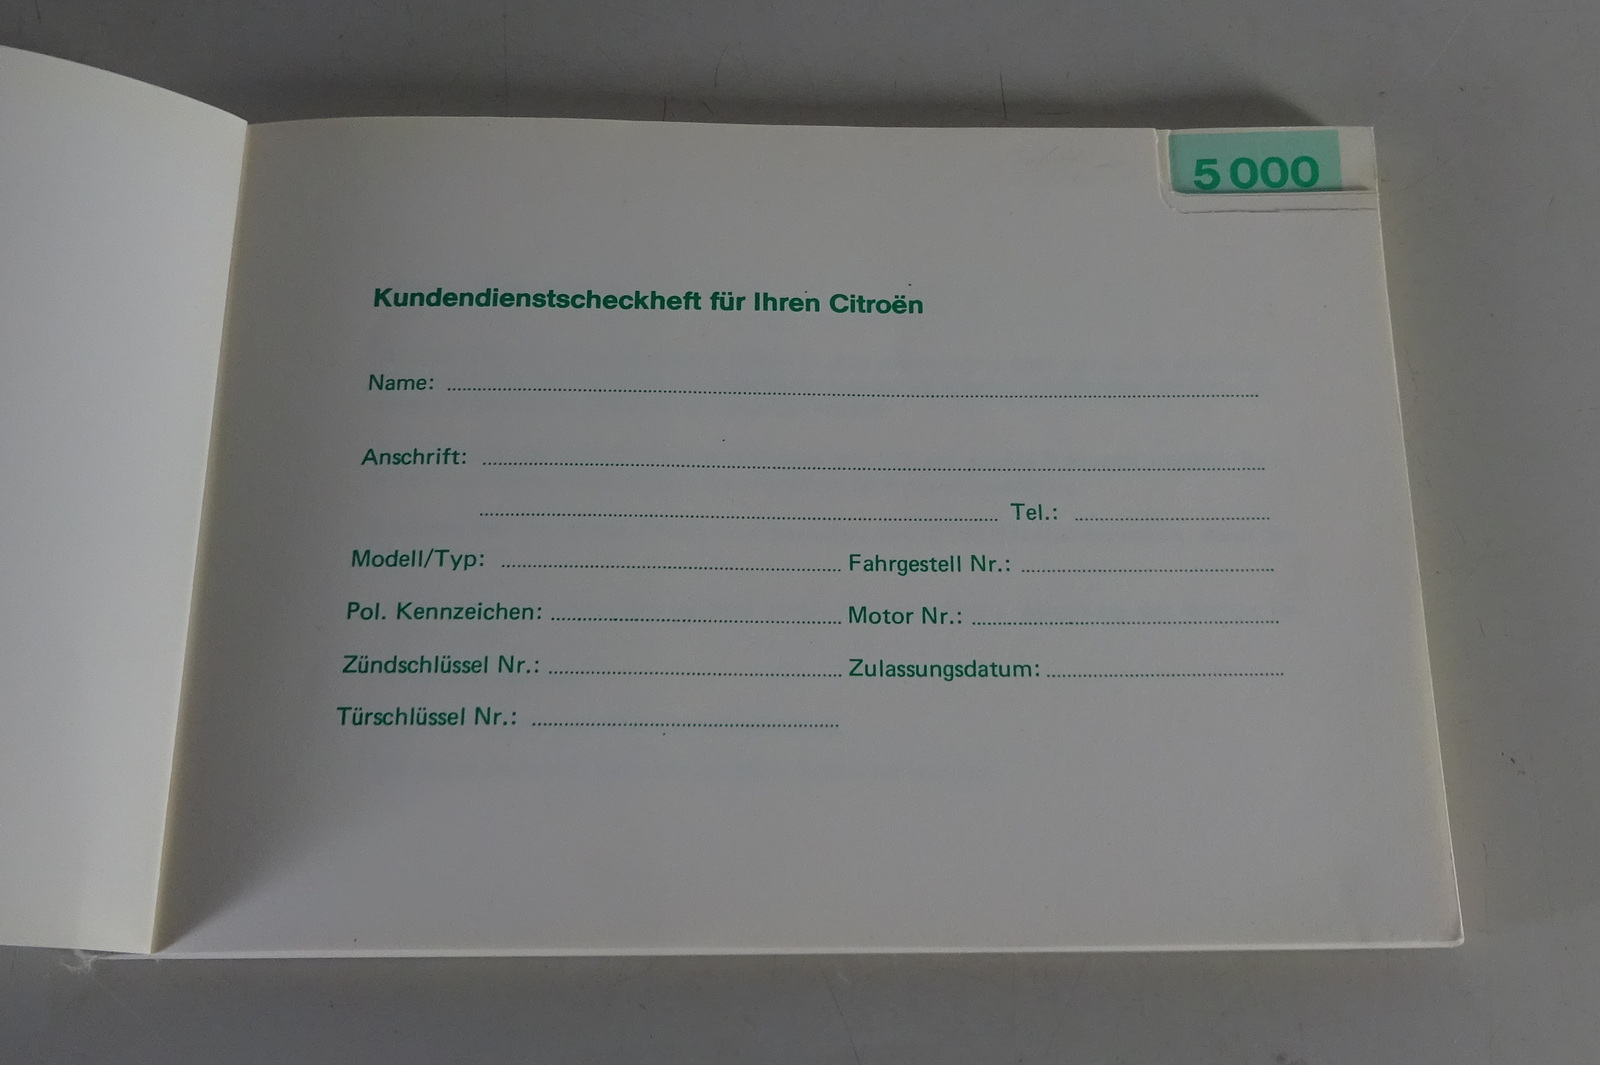 5 000
Kundendienstscheckheft für Ihren Citroën
Name:
Anschrift:
Tel.:
Modell/Typ: Fahrgestell Nr.:
Pol. Kennzeichen: Motor Nr.:
Zündschlüssel Nr.: Zulassungsdatum:
Türschlüssel Nr.: